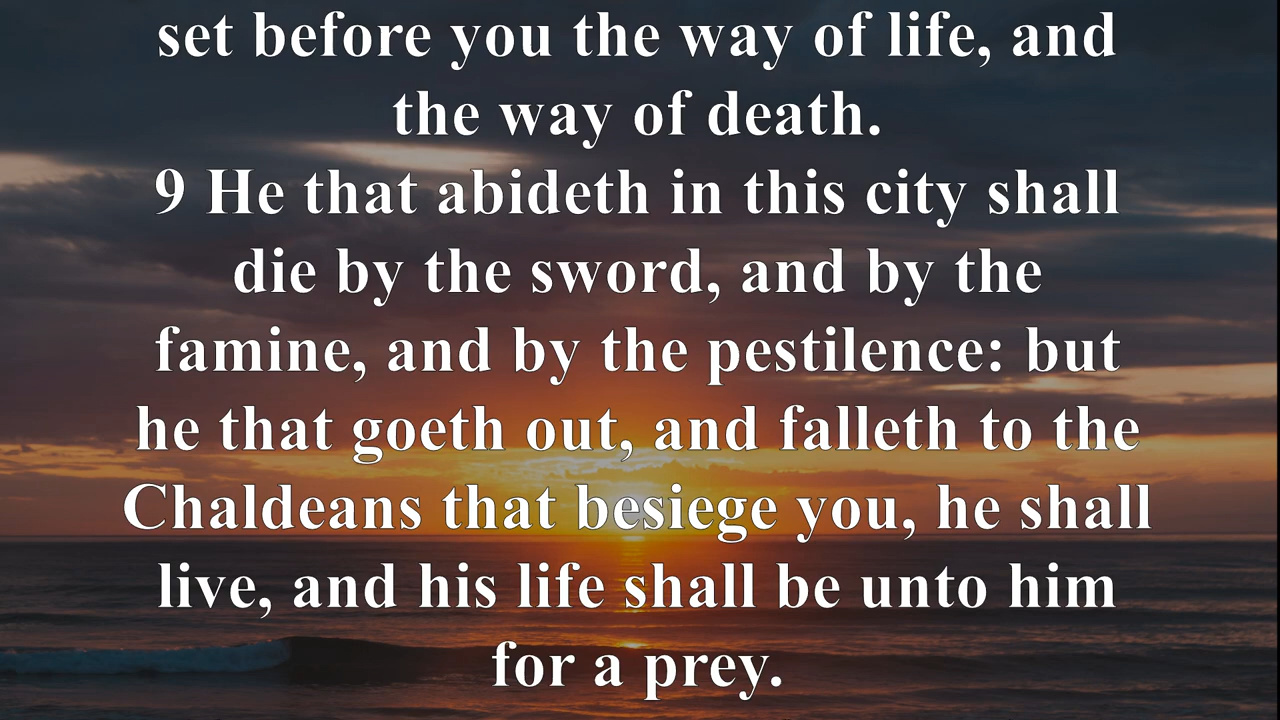 set before you the way of life, and
the way of death.
9 He that abideth in this city shall
die by the sword, and by the
famine, and by the pestilence: but
he that goeth out, and falleth to the
Chaldeans that besiege you, he shall
live, and his life shall be unto him
for a prey.